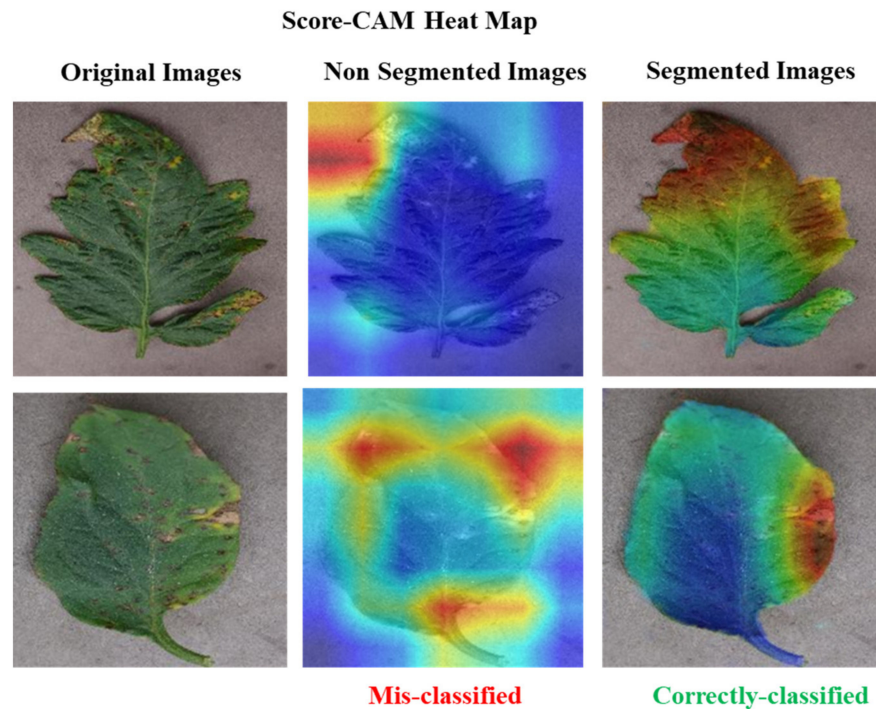 Score-CAM Heat Map
Original Images
Non Segmented Images
Segmented Images
Mis-classified
Correctly-classified